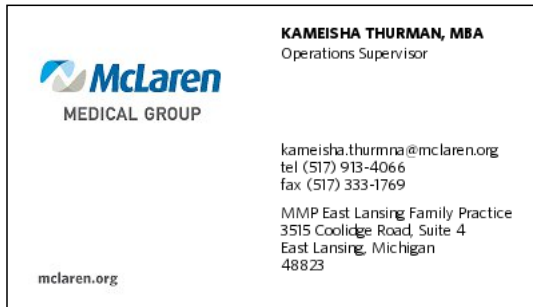 McLaren
MEDICAL GROUP
mclaren.org
KAMEISHA THURMAN, MBA
Operations Supervisor
kameisha.thurmna@mclaren.org
tel (517) 913-4066
fax (517) 333-1769
MMP East Lansing Family Practice
3515 Coolidge Road, Suite 4
East Lansing, Michigan
48823